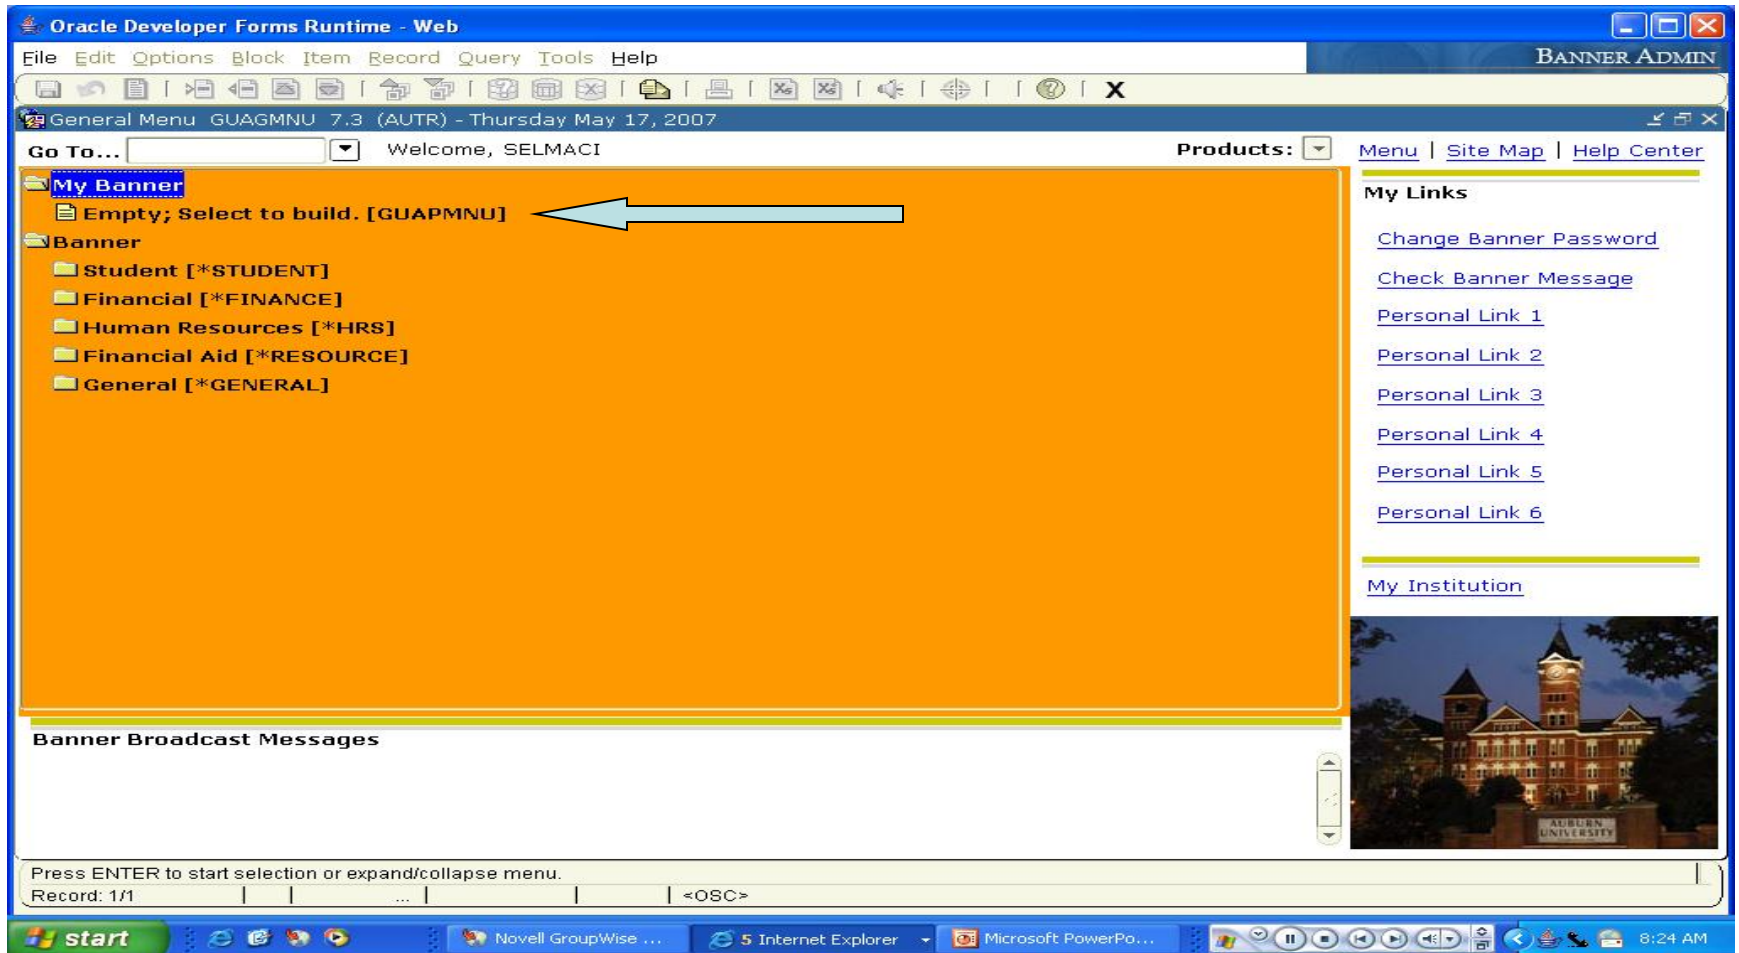 Oracle Developer Forms Runtime - Web
File Edit Options Block Item Record Query Tools Help
BANNER ADMIN
General Menu GUAGMNU 7.3 (AUTR) - Thursday May 17, 2007
Go To... Welcome, SELMACI Products: Menu | Site Map | Help Center
My Banner
Empty; Select to build. [GUAPMNU]
Banner
Student [*STUDENT]
Financial [*FINANCE]
Human Resources [*HRS]
Financial Aid [*RESOURCE]
General [*GENERAL]
My Links
Change Banner Password
Check Banner Message
Personal Link 1
Personal Link 2
Personal Link 3
Personal Link 4
Personal Link 5
Personal Link 6
My Institution
AUBURN
UNIVERSITY
Banner Broadcast Messages
Press ENTER to start selection or expand/collapse menu.
Record: 1/1 ... <OSC>
start Novell GroupWise ... 5 Internet Explorer Microsoft PowerPo... 8:24 AM